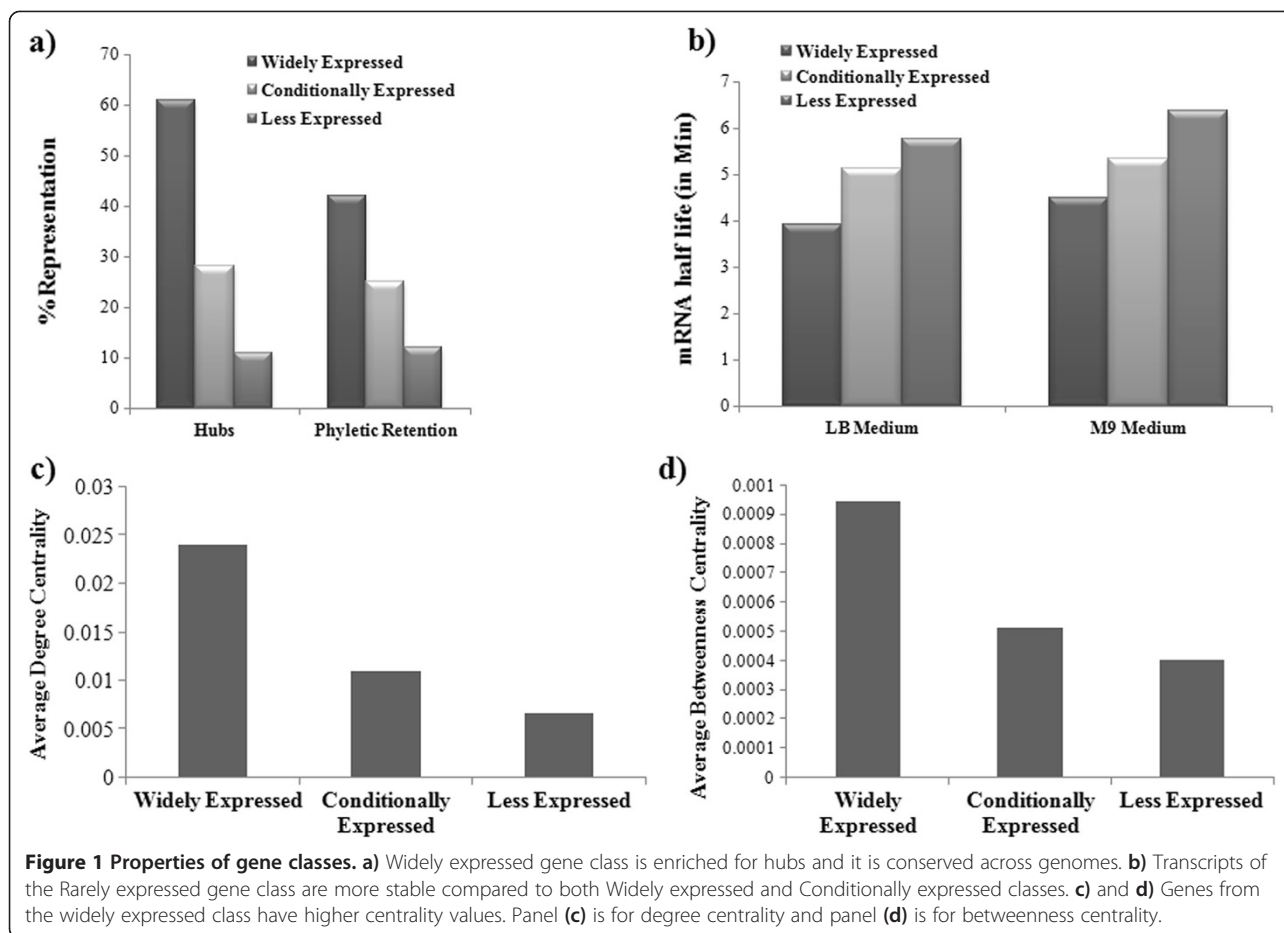 a)
70
60
50
40
30
20
10
0
%Representation
Widely Expressed
Conditionally Expressed
Less Expressed
Hubs
Phyletic Retention
b)
Widely Expressed
Conditionally Expressed
Less Expressed
7
6
5
4
3
2
1
0
mRNA half life (in Min)
LB Medium
M9 Medium
c)
0.03
0.025
0.02
0.015
0.01
0.005
0
Average Degree Centrality
Widely Expressed
Conditionally
Expressed
Less Expressed
d)
0.001
0.0009
0.0008
0.0007
0.0006
0.0005
0.0004
0.0003
0.0002
0.0001
0
Average Betweenness Centrality
Widely
Expressed
Conditionally
Expressed
Less Expressed
Figure 1 Properties of gene classes. a) Widely expressed gene class is enriched for hubs and it is conserved across genomes. b) Transcripts of
the Rarely expressed gene class are more stable compared to both Widely expressed and Conditionally expressed classes. c) and d) Genes from
the widely expressed class have higher centrality values. Panel (c) is for degree centrality and panel (d) is for betweenness centrality.